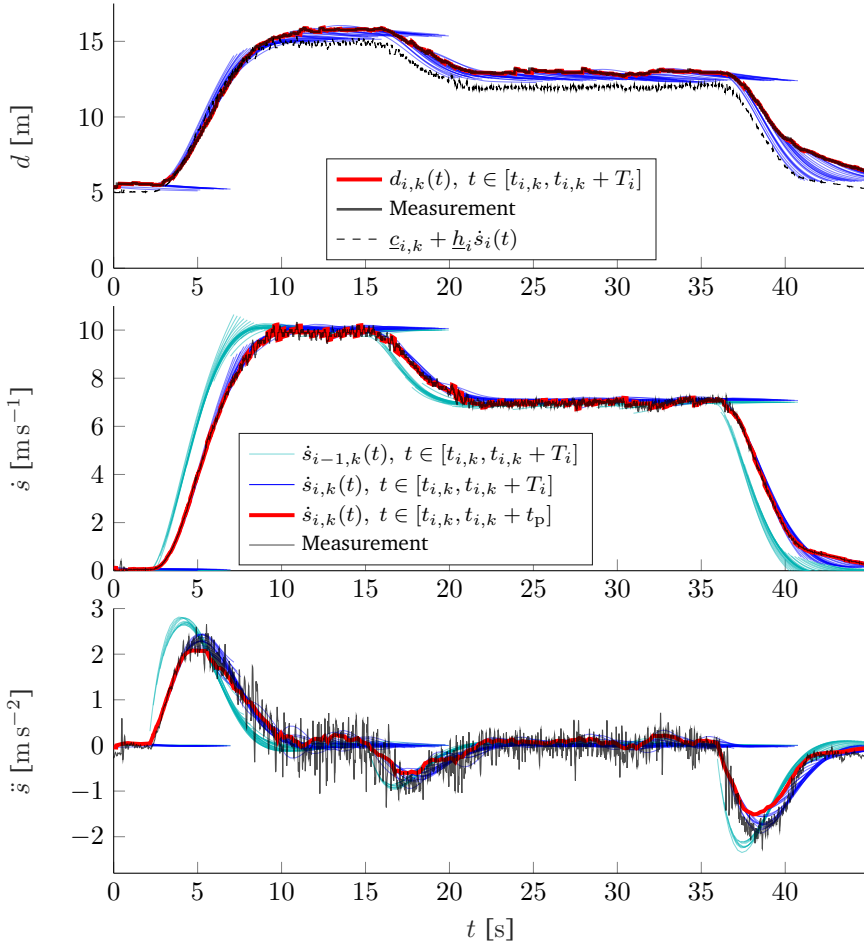 15
10
5
0
d [m]
d_{i,k}(t), t ∈ [t_{i,k}, t_{i,k} + T_i]
Measurement
c_{i,k} + h_i ṡ_i(t)
0 5 10 15 20 25 30 35 40
10
8
6
4
2
0
ṡ [m s⁻¹]
ṡ_{i−1,k}(t), t ∈ [t_{i,k}, t_{i,k} + T_i]
ṡ_{i,k}(t), t ∈ [t_{i,k}, t_{i,k} + T_i]
ṡ_{i,k}(t), t ∈ [t_{i,k}, t_{i,k} + t_p]
Measurement
0 5 10 15 20 25 30 35 40
3
2
1
0
−1
−2
s̈ [m s⁻²]
0 5 10 15 20 25 30 35 40
t [s]